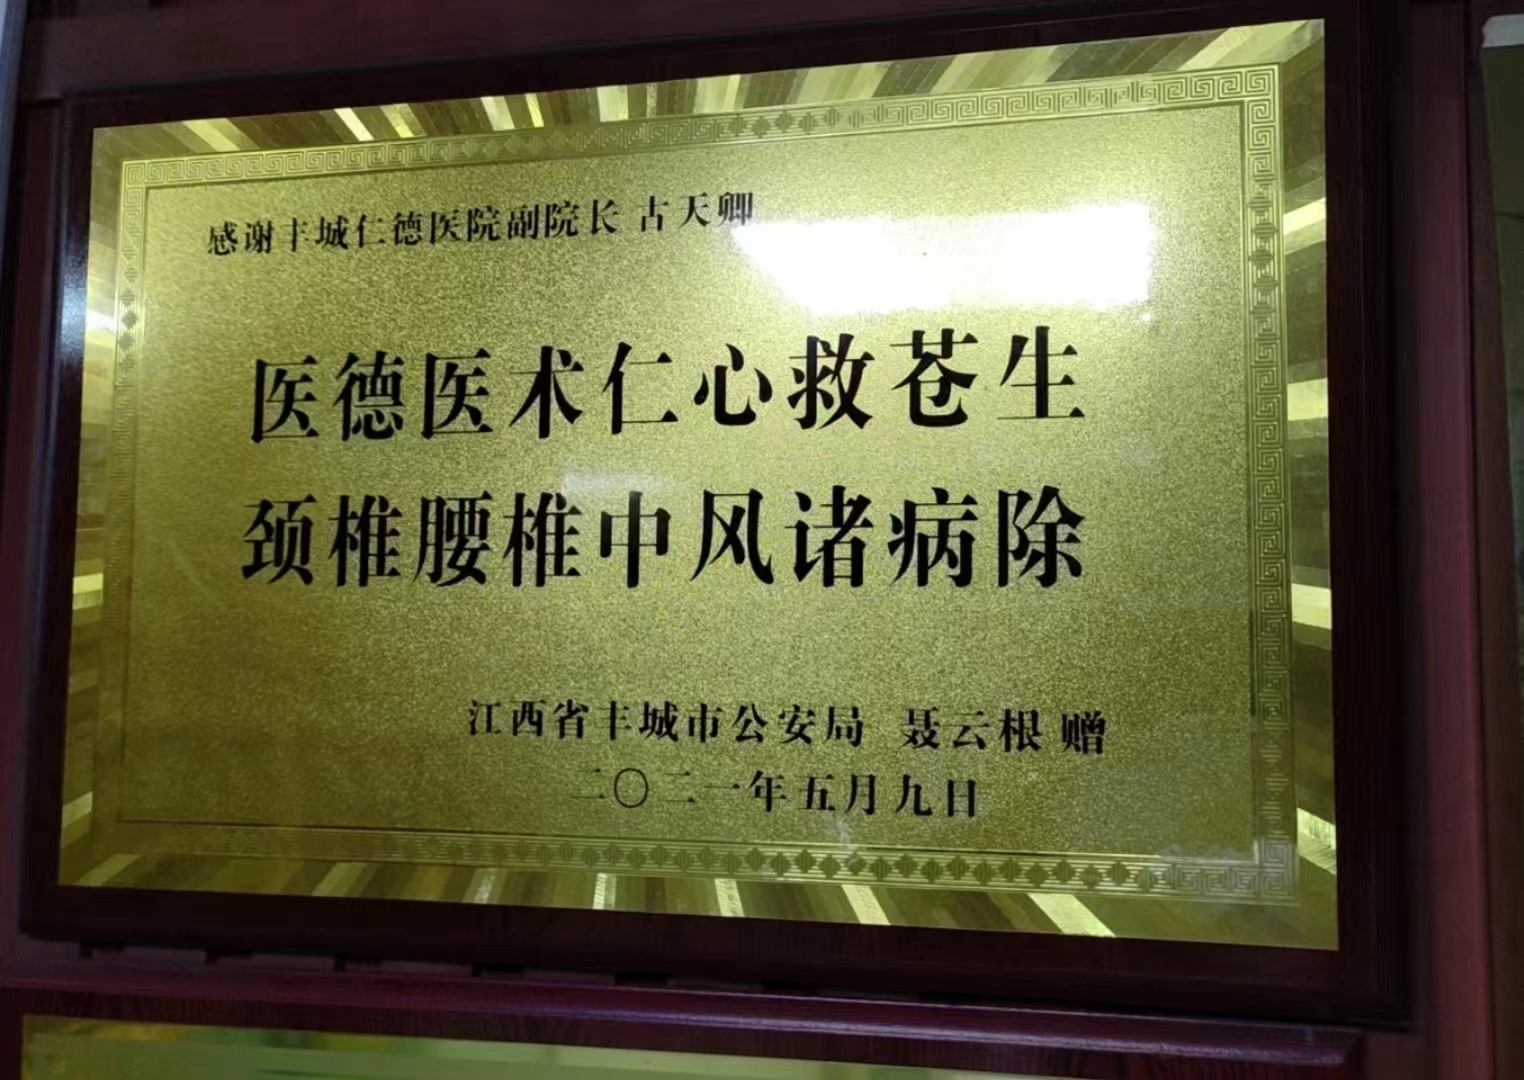 感谢丰城仁德医院副院长 古天卿
医德医术仁心救苍生
颈椎腰椎中风诸病除
江西省丰城市公安局 聂云根 赠
二〇二一年五月九日